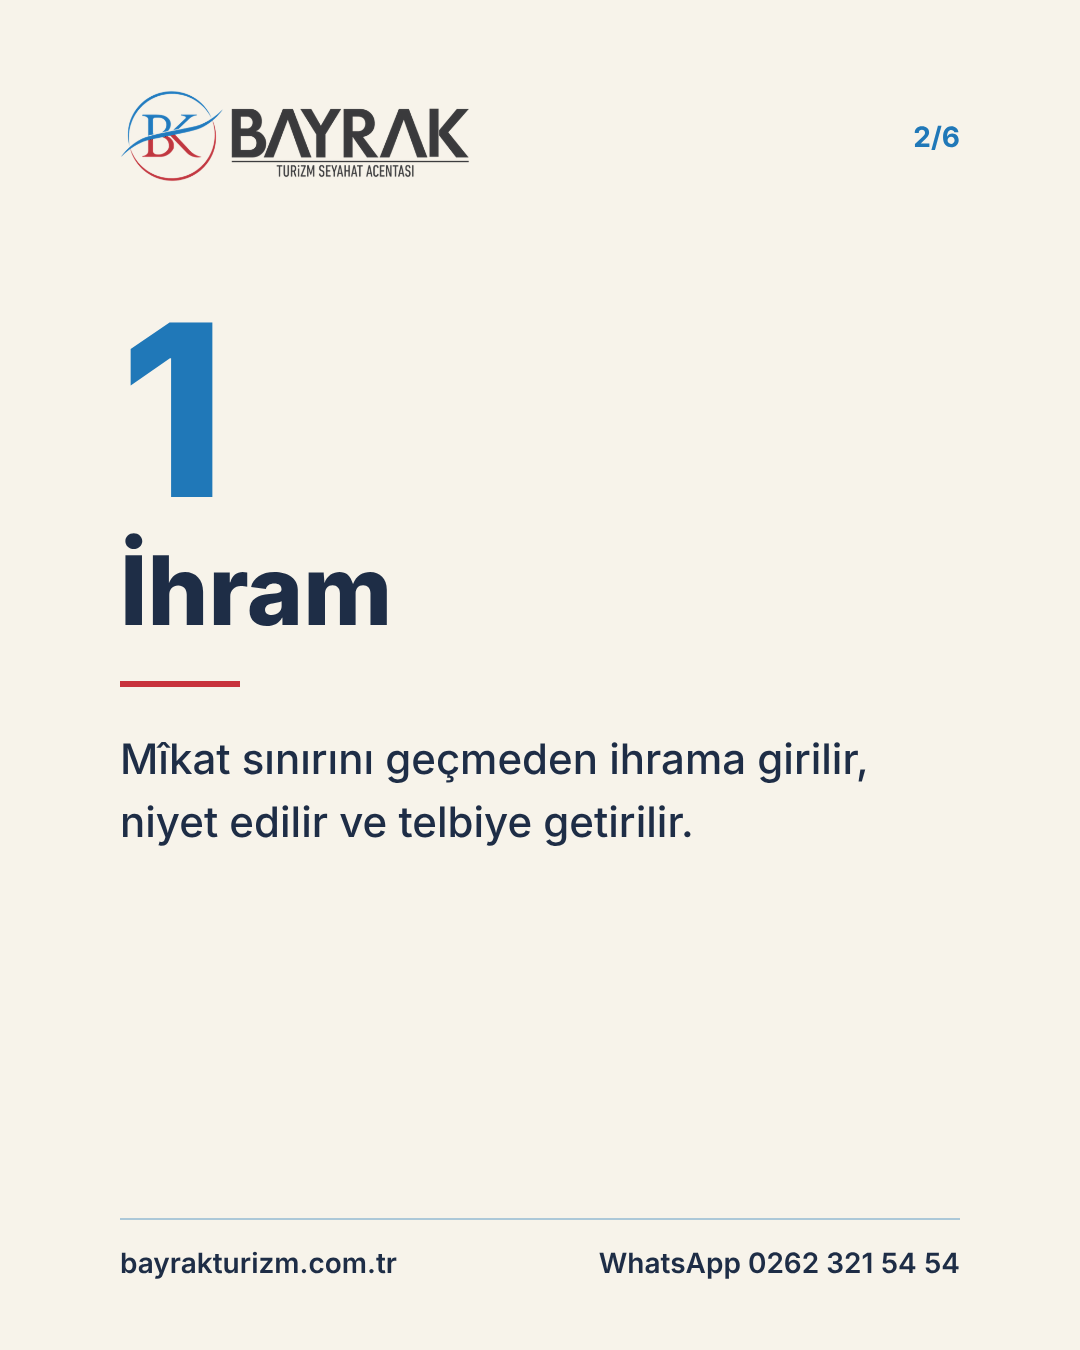 BK BAYRAK
TURİZM SEYAHAT ACENTASI
2/6
1
İhram
Mîkat sınırını geçmeden ihrama girilir,
niyet edilir ve telbiye getirilir.
bayrakturizm.com.tr
WhatsApp 0262 321 54 54